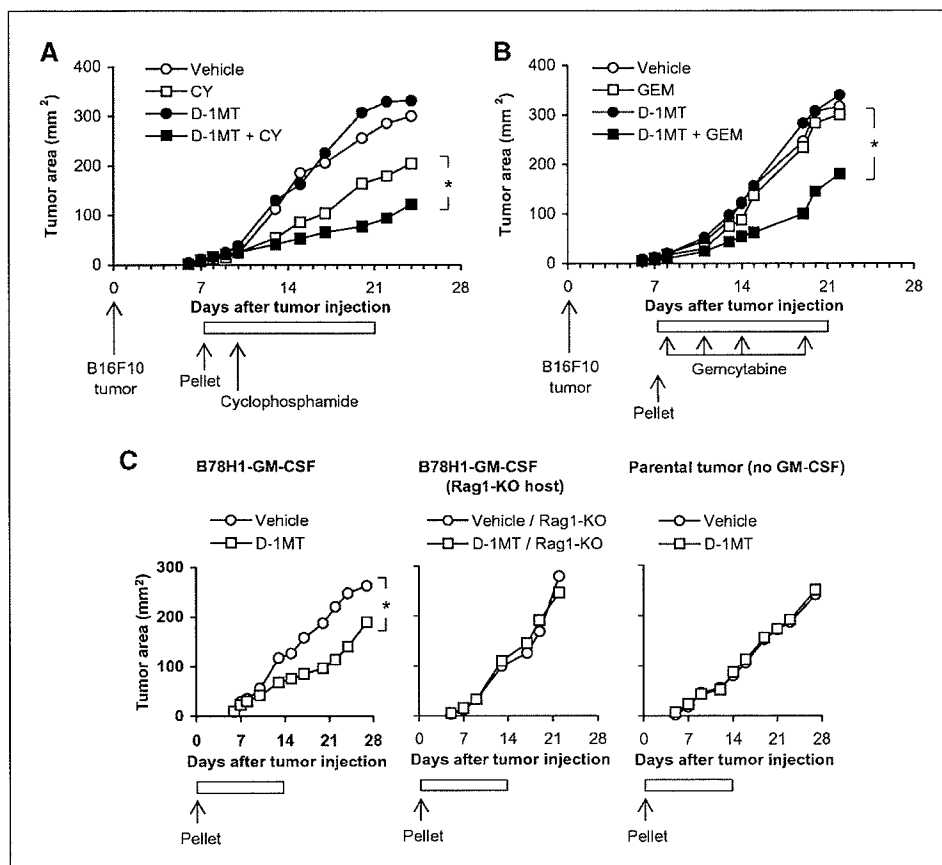 A
Vehicle
CY
D-1MT
D-1MT + CY
Tumor area (mm²)
400
300
200
100
0
0 7 14 21 28
Days after tumor injection
B16F10
tumor
Pellet
Cyclophosphamide
*
B
Vehicle
GEM
D-1MT
D-1MT + GEM
Tumor area (mm²)
400
300
200
100
0
0 7 14 21 28
Days after tumor injection
B16F10
tumor
Gemcytabine
Pellet
*
C
B78H1-GM-CSF
Vehicle
D-1MT
Tumor area (mm²)
300
200
100
0
0 7 14 21 28
Days after tumor injection
Pellet
*
B78H1-GM-CSF
(Rag1-KO host)
Vehicle / Rag1-KO
D-1MT / Rag1-KO
0 7 14 21 28
Days after tumor injection
Pellet
Parental tumor (no GM-CSF)
Vehicle
D-1MT
0 7 14 21 28
Days after tumor injection
Pellet